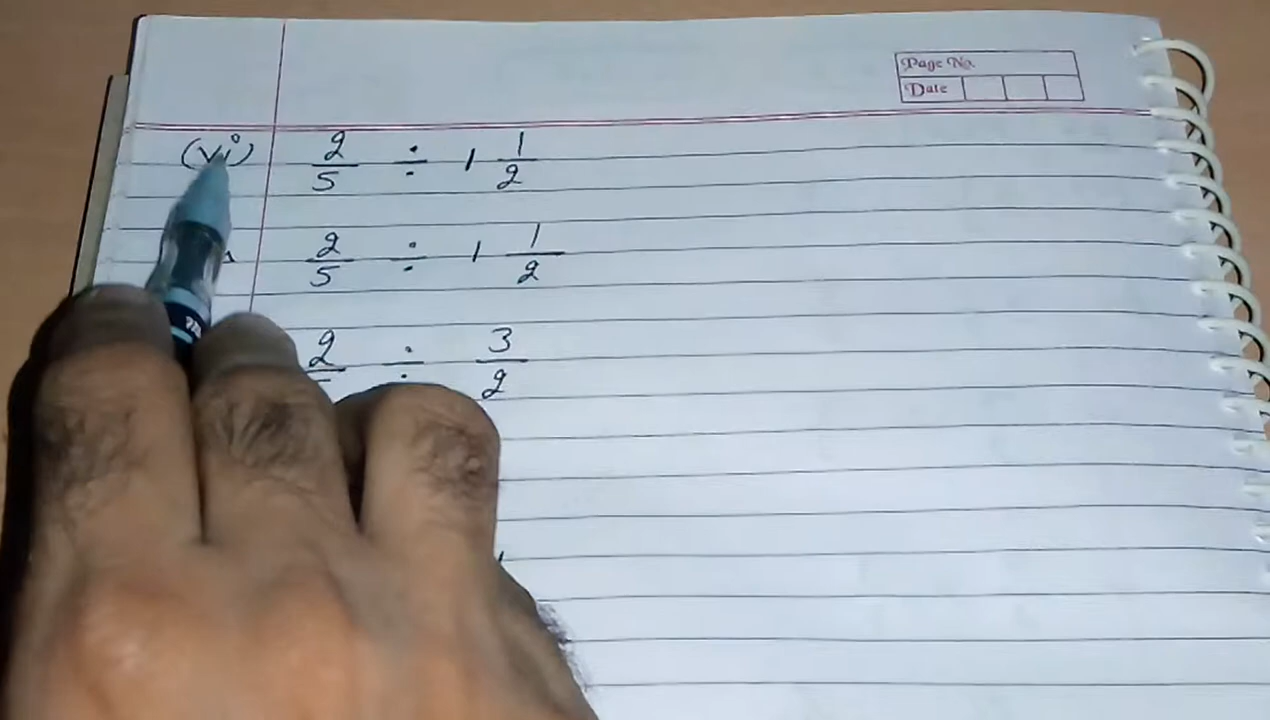 Page No.
Date
(vi) 2/5 ÷ 1 1/2
2/5 ÷ 1 1/2
2 ÷ 3/2